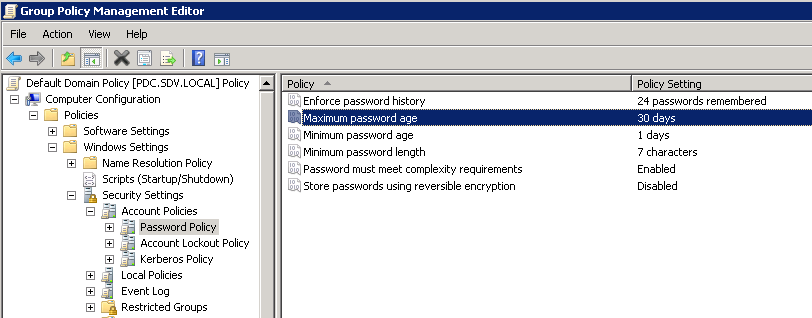 Group Policy Management Editor
File Action View Help
Default Domain Policy [PDC.SDV.LOCAL] Policy
Computer Configuration
Policies
Software Settings
Windows Settings
Name Resolution Policy
Scripts (Startup/Shutdown)
Security Settings
Account Policies
Password Policy
Account Lockout Policy
Kerberos Policy
Local Policies
Event Log
Restricted Groups
Policy Policy Setting
Enforce password history 24 passwords remembered
Maximum password age 30 days
Minimum password age 1 days
Minimum password length 7 characters
Password must meet complexity requirements Enabled
Store passwords using reversible encryption Disabled